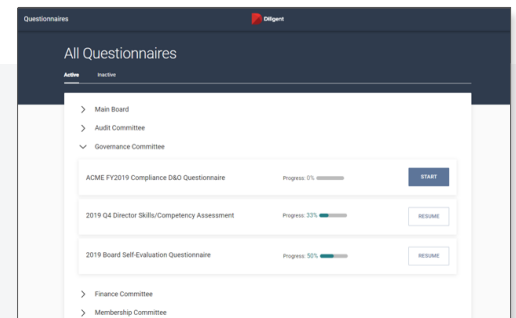 Questionnaires
Diligent
All Questionnaires
Active Inactive
Main Board
Audit Committee
Governance Committee
ACME FY2019 Compliance D&O Questionnaire Progress: 0% START
2019 Q4 Director Skills/Competency Assessment Progress: 33% RESUME
2019 Board Self-Evaluation Questionnaire Progress: 50% RESUME
Finance Committee
Membership Committee